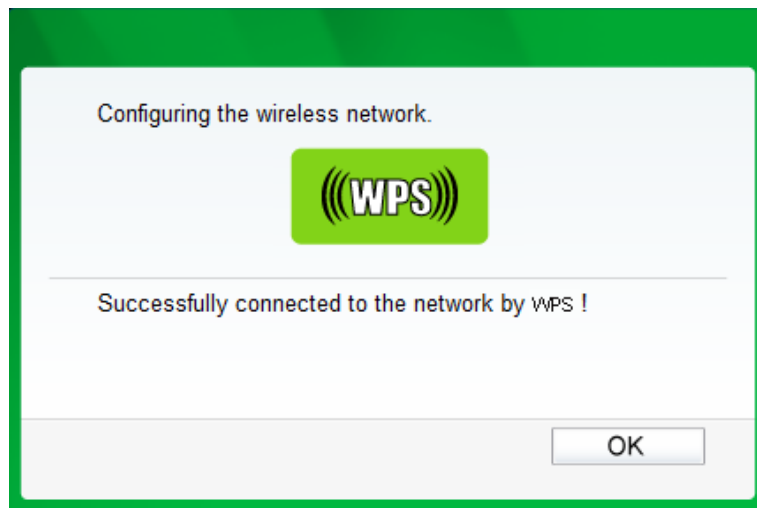 Configuring the wireless network.
(((WPS)))
Successfully connected to the network by WPS !
OK